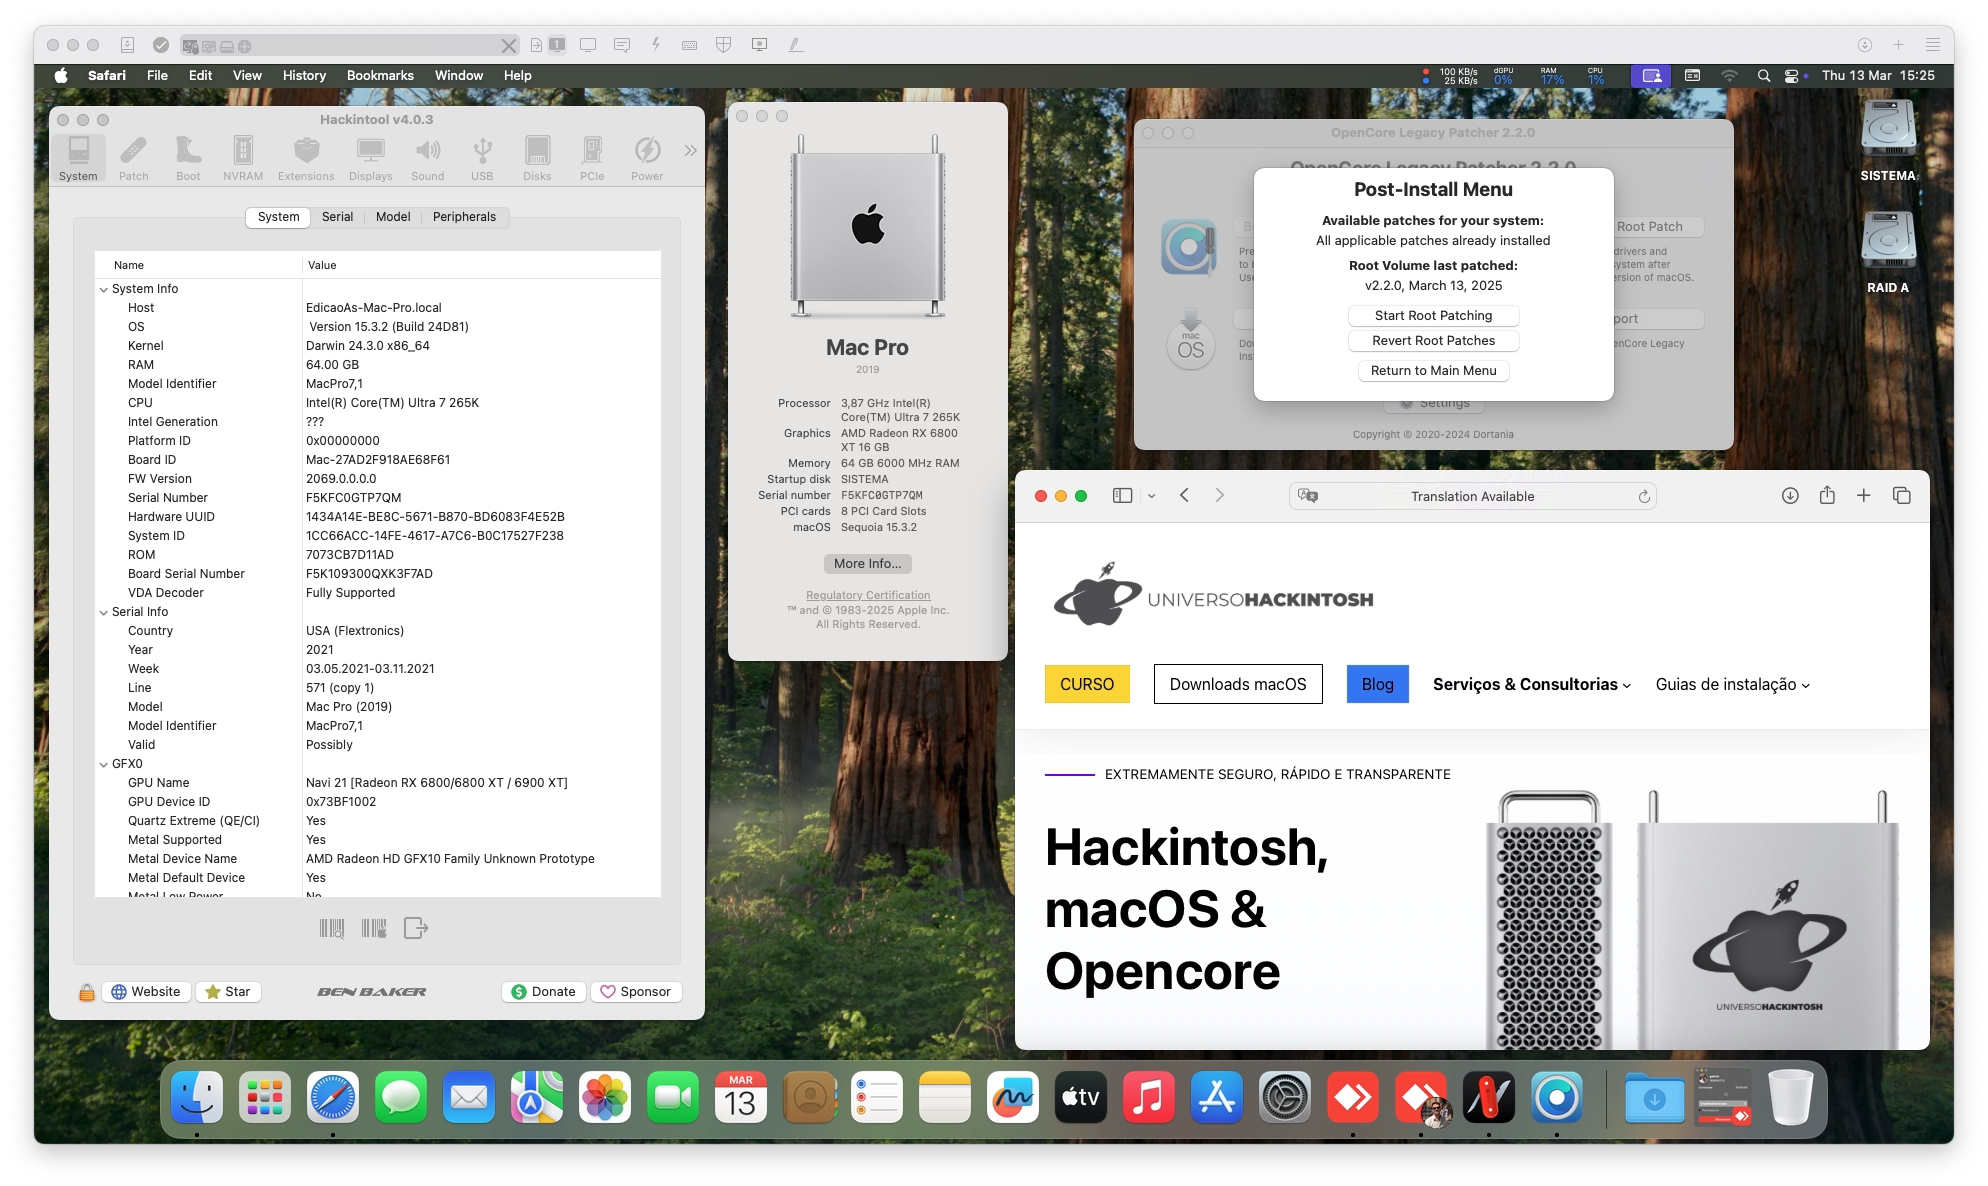 1
Safari File Edit View History Bookmarks Window Help
100 KB/s
25 KB/s
dGPU
0%
RAM
17%
CPU
1%
Thu 13 Mar 15:25
Hackintool v4.0.3
System Patch Boot NVRAM Extensions Displays Sound USB Disks PCIe Power
System Serial Model Peripherals
Name Value
System Info
Host EdicaoAs-Mac-Pro.local
OS Version 15.3.2 (Build 24D81)
Kernel Darwin 24.3.0 x86_64
RAM 64.00 GB
Model Identifier MacPro7,1
CPU Intel(R) Core(TM) Ultra 7 265K
Intel Generation ???
Platform ID 0x00000000
Board ID Mac-27AD2F918AE68F61
FW Version 2069.0.0.0.0
Serial Number F5KFC0GTP7QM
Hardware UUID 1434A14E-BE8C-5671-B870-BD6083F4E52B
System ID 1CC66ACC-14FE-4617-A7C6-B0C17527F238
ROM 7073CB7D11AD
Board Serial Number F5K109300QXK3F7AD
VDA Decoder Fully Supported
Serial Info
Country USA (Flextronics)
Year 2021
Week 03.05.2021-03.11.2021
Line 571 (copy 1)
Model Mac Pro (2019)
Model Identifier MacPro7,1
Valid Possibly
GFX0
GPU Name Navi 21 [Radeon RX 6800/6800 XT / 6900 XT]
GPU Device ID 0x73BF1002
Quartz Extreme (QE/CI) Yes
Metal Supported Yes
Metal Device Name AMD Radeon HD GFX10 Family Unknown Prototype
Metal Default Device Yes
Metal Low Power No
Website Star BEN BAKER Donate Sponsor
Mac Pro
2019
Processor 3,87 GHz Intel(R)
Core(TM) Ultra 7 265K
Graphics AMD Radeon RX 6800
XT 16 GB
Memory 64 GB 6000 MHz RAM
Startup disk SISTEMA
Serial number F5KFC0GTP7QM
PCI cards 8 PCI Card Slots
macOS Sequoia 15.3.2
More Info...
Regulatory Certification
™ and © 1983-2025 Apple Inc.
All Rights Reserved.
OpenCore Legacy Patcher 2.2.0
OpenCore Legacy Patcher 2.2.0
Post-Install Menu
Available patches for your system:
All applicable patches already installed
Root Volume last patched:
v2.2.0, March 13, 2025
Start Root Patching
Revert Root Patches
Return to Main Menu
Root Patch
drivers and
system after
version of macOS.
mac
OS
Settings
Copyright © 2020-2024 Dortania
SISTEMA
RAID A
Translation Available
UNIVERSOHACKINTOSH
CURSO Downloads macOS Blog Serviços & Consultorias Guias de instalação
EXTREMAMENTE SEGURO, RÁPIDO E TRANSPARENTE
Hackintosh,
macOS &
Opencore
UNIVERSOHACKINTOSH
MAR
13
tv